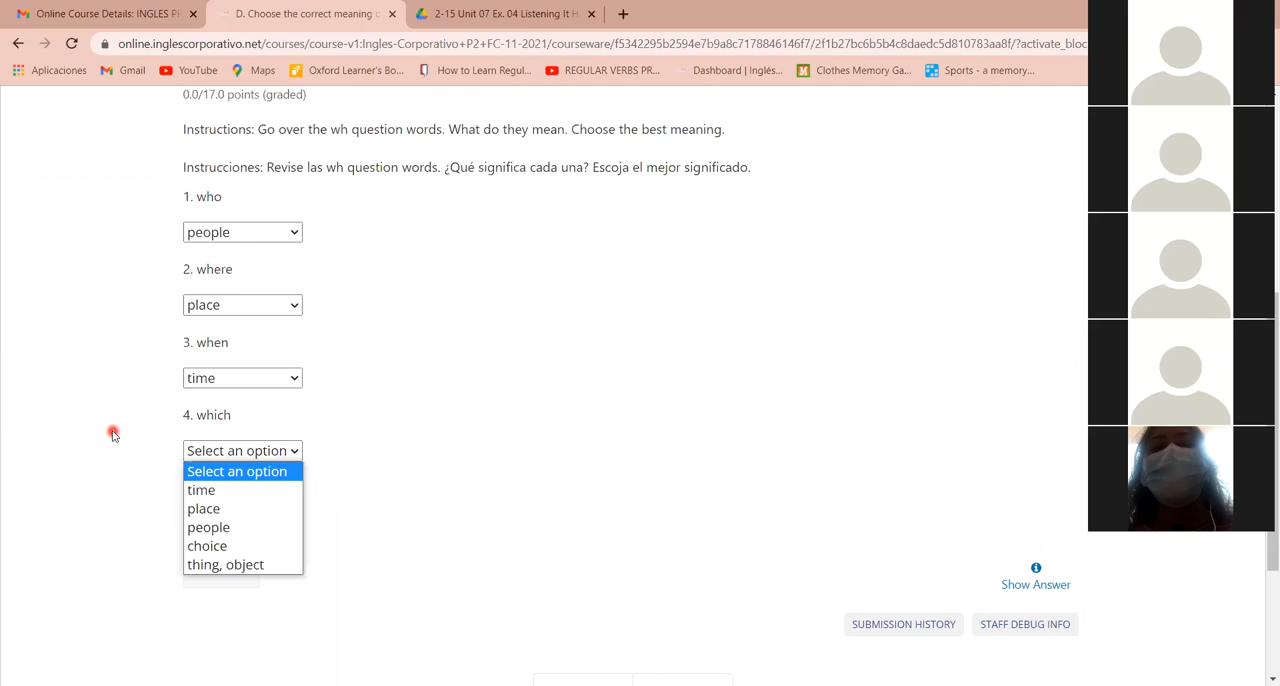 Online Course Details: INGLES PR
D. Choose the correct meaning o
2-15 Unit 07 Ex. 04 Listening It H
online.inglescorporativo.net/courses/course-v1:Ingles-Corporativo+P2+FC-11-2021/courseware/f5342295b2594e7b9a8c7178846146f7/2f1b27bc6b5b4c8daedc5d810783aa8f/?activate_bloc
Aplicaciones
Gmail
YouTube
Maps
Oxford Learner's Bo...
How to Learn Regul...
REGULAR VERBS PR...
Dashboard | Inglés...
Clothes Memory Ga...
Sports - a memory...
0.0/17.0 points (graded)
Instructions: Go over the wh question words. What do they mean. Choose the best meaning.
Instrucciones: Revise las wh question words. ¿Qué significa cada una? Escoja el mejor significado.
1. who
people
2. where
place
3. when
time
4. which
Select an option
Select an option
time
place
people
choice
thing, object
Show Answer
SUBMISSION HISTORY
STAFF DEBUG INFO